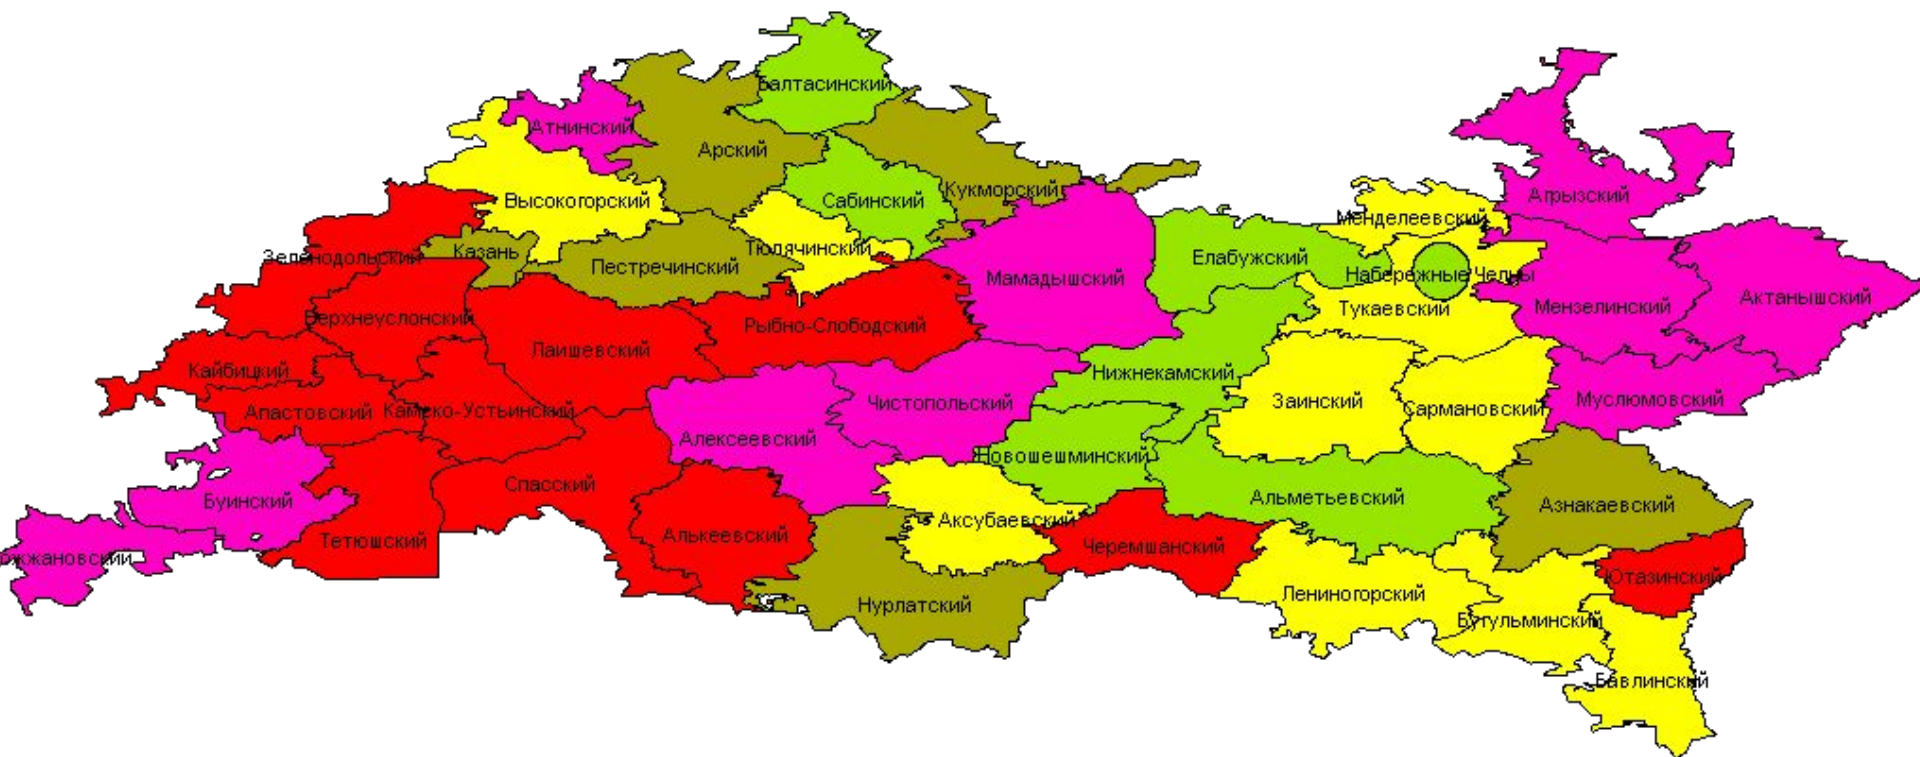 Балтасинский
Атнинский
Арский
Кукморский
Высокогорский
Сабинский
Агрызский
Менделеевский
Зеленодольский
Казань
Тюлячинский
Пестречинский
Мамадышский
Елабужский
Набережные Челны
Мензелинский
Актанышский
Верхнеуслонский
Рыбно-Слободский
Тукаевский
Лаишевский
Кайбицкий
Нижнекамский
Апастовский
Камско-Устьинский
Чистопольский
Заинский
Сармановский
Муслюмовский
Алексеевский
Новошешминский
Буинский
Спасский
Альметьевский
Азнакаевский
Аксубаевский
Тетюшский
Алькеевский
Черемшанский
ожжановский
Ютазинский
Лениногорский
Нурлатский
Бугульминский
Бавлинский